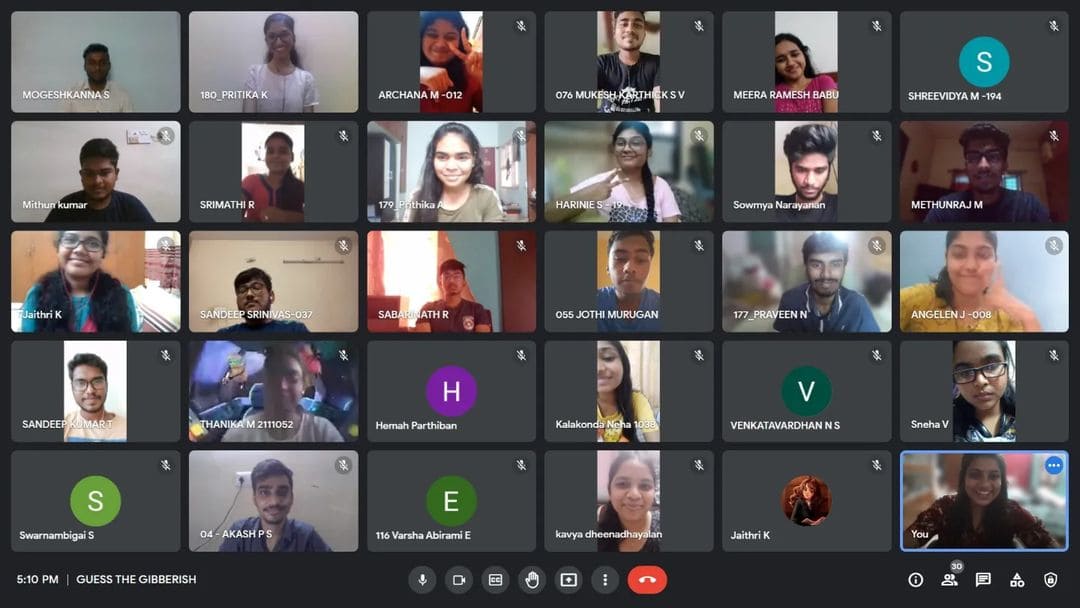 MOGESHKANNA S
180_PRITIKA K
ARCHANA M -012
076 MUKESH KARTHICK S V
MEERA RAMESH BABU
S
SHREEVIDYA M -194
Mithun kumar
SRIMATHI R
179_Prithika A
HARINIE S - 19
Sowmya Narayanan
METHUNRAJ M
Jaithri K
SANDEEP SRINIVAS-037
SABARINATH R
055 JOTHI MURUGAN
177_PRAVEEN N
ANGELEN J -008
SANDEEP KUMAR T
THANIKA M 2111052
H
Hemah Parthiban
Kalakonda Neha 1038
V
VENKATAVARDHAN N S
Sneha V
S
Swarnambigai S
04 - AKASH P S
E
116 Varsha Abirami E
kavya dheenadhayalan
Jaithri K
You
5:10 PM | GUESS THE GIBBERISH
CC
30